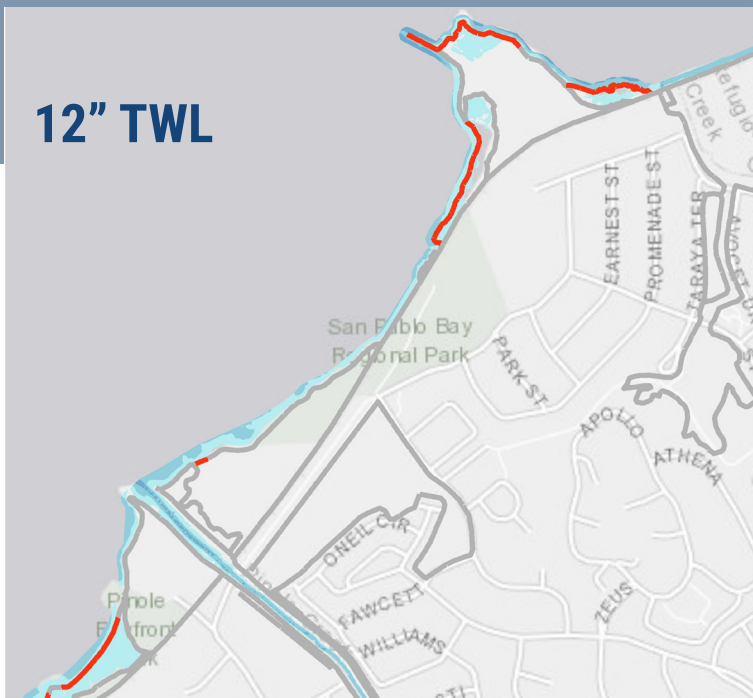 12” TWL
Creek
EARNEST ST
PROMENADE ST
TARAYA TER
San Pablo Bay
Regional Park
PARK ST
APOLLO
ATHENA
ONEIL CIR
FAWCETT
WILLIAMS
ZEUS
Pinole